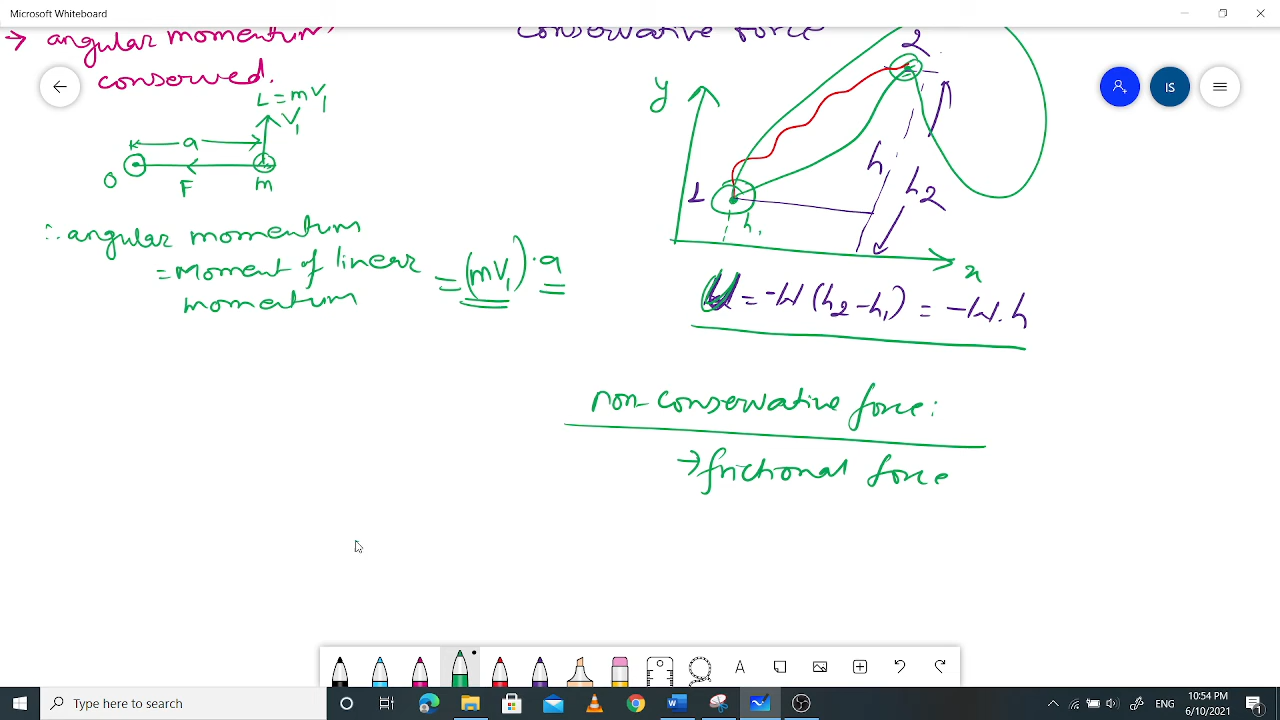 Microsoft Whiteboard
→ angular momentum
conserved.
L = mV1
V1
a
O
F
m
∴ angular momentum
= Moment of linear
momentum
= (mV1) · a
conservative force
2
y
h
h2
1
h1
x
U = -W (h2 - h1) = -W. h
non-conservative force:
→ frictional force
IS
A
Type here to search
ENG
10:54 PM
6/10/2021
1